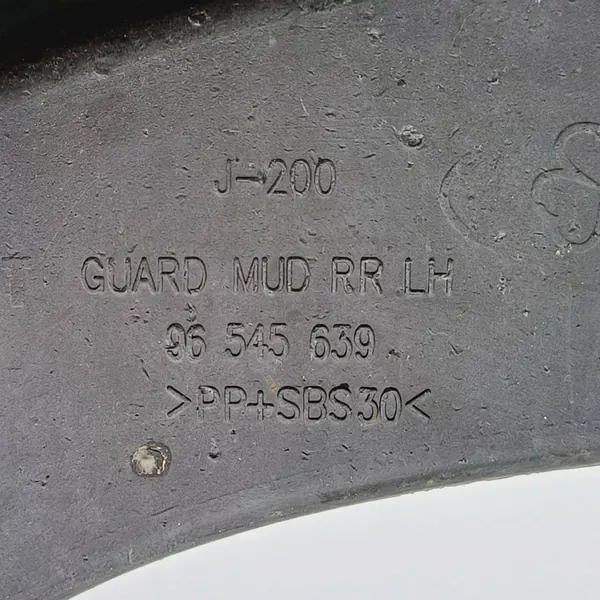 J-200
GUARD MUD RR LH
96 545 639
>PP+SBS30<